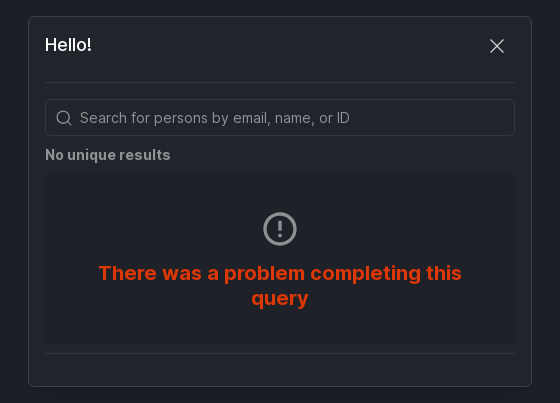 Hello!
Search for persons by email, name, or ID
No unique results
There was a problem completing this
query